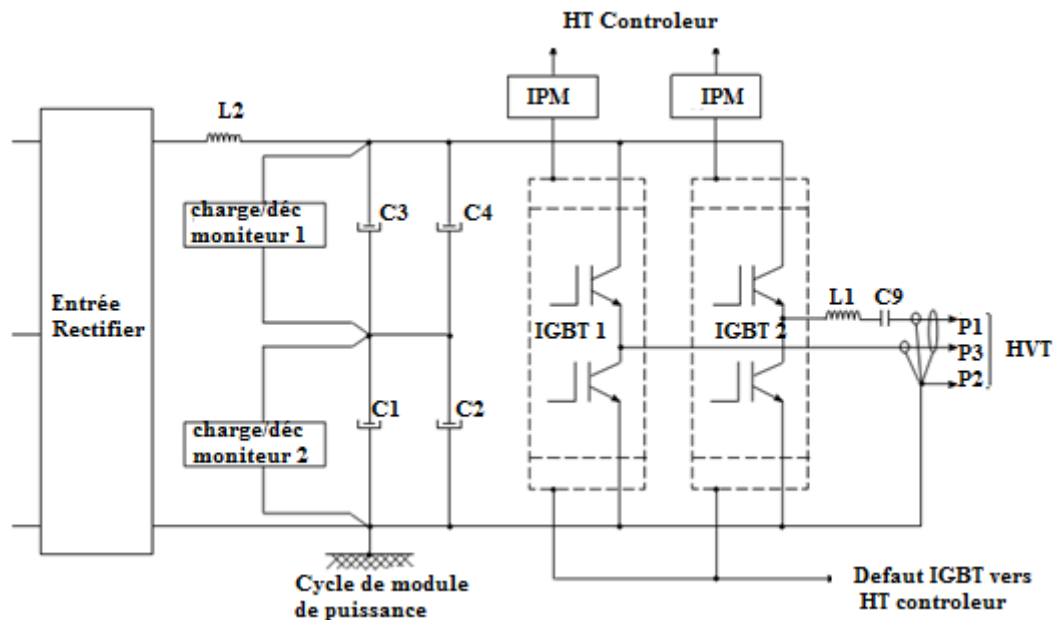 HT Controleur
IPM
IPM
L2
charge/déc
moniteur 1
C3
C4
Entrée
Rectifier
IGBT 1
IGBT 2
L1
C9
P1
P3
P2
HVT
charge/déc
moniteur 2
C1
C2
Cycle de module
de puissance
Defaut IGBT vers
HT controleur